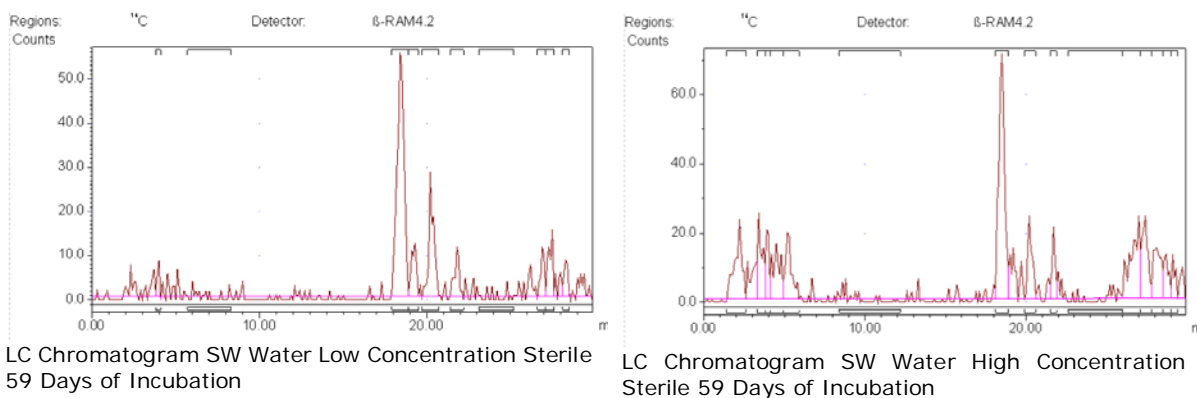 Regions: ¹⁴C Detector: ß-RAM4.2
Counts
50.0
40.0
30.0
20.0
10.0
0.0
0.00 10.00 20.00 m
LC Chromatogram SW Water Low Concentration Sterile
59 Days of Incubation
Regions: ¹⁴C Detector: ß-RAM4.2
Counts
60.0
40.0
20.0
0.0
0.00 10.00 20.00 n
LC Chromatogram SW Water High Concentration
Sterile 59 Days of Incubation